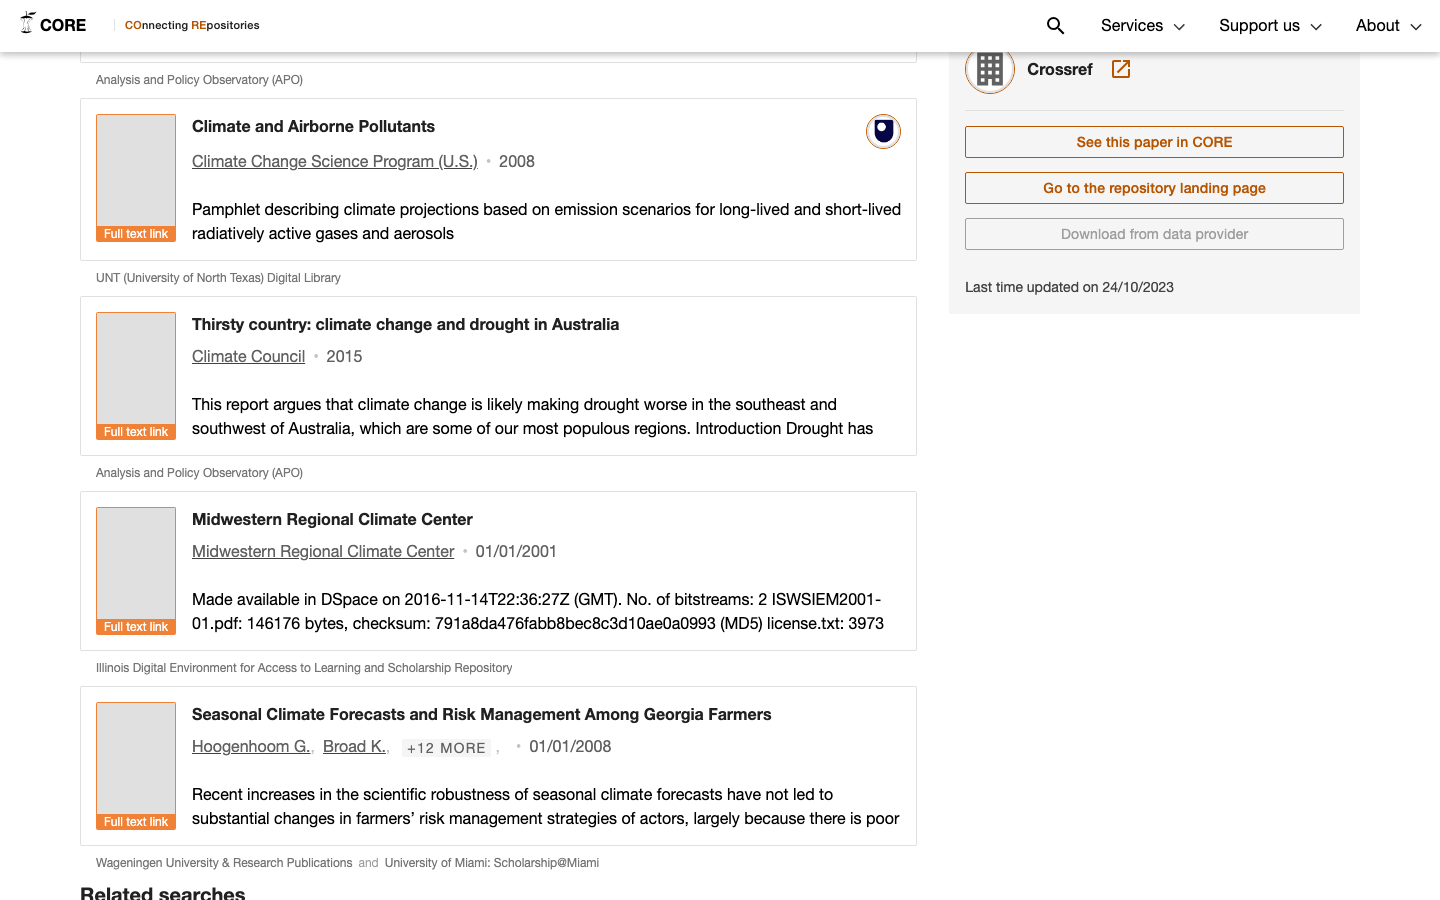 CORE
COnnecting REpositories
Services
Support us
About
Analysis and Policy Observatory (APO)
Climate and Airborne Pollutants
Climate Change Science Program (U.S.) • 2008
Pamphlet describing climate projections based on emission scenarios for long-lived and short-lived
radiatively active gases and aerosols
Full text link
UNT (University of North Texas) Digital Library
Thirsty country: climate change and drought in Australia
Climate Council • 2015
This report argues that climate change is likely making drought worse in the southeast and
southwest of Australia, which are some of our most populous regions. Introduction Drought has
Full text link
Analysis and Policy Observatory (APO)
Midwestern Regional Climate Center
Midwestern Regional Climate Center • 01/01/2001
Made available in DSpace on 2016-11-14T22:36:27Z (GMT). No. of bitstreams: 2 ISWSIEM2001-
01.pdf: 146176 bytes, checksum: 791a8da476fabb8bec8c3d10ae0a0993 (MD5) license.txt: 3973
Full text link
Illinois Digital Environment for Access to Learning and Scholarship Repository
Seasonal Climate Forecasts and Risk Management Among Georgia Farmers
Hoogenhoom G., Broad K., +12 MORE , • 01/01/2008
Recent increases in the scientific robustness of seasonal climate forecasts have not led to
substantial changes in farmers’ risk management strategies of actors, largely because there is poor
Full text link
Wageningen University & Research Publications and University of Miami: Scholarship@Miami
Related searches
Crossref
See this paper in CORE
Go to the repository landing page
Download from data provider
Last time updated on 24/10/2023